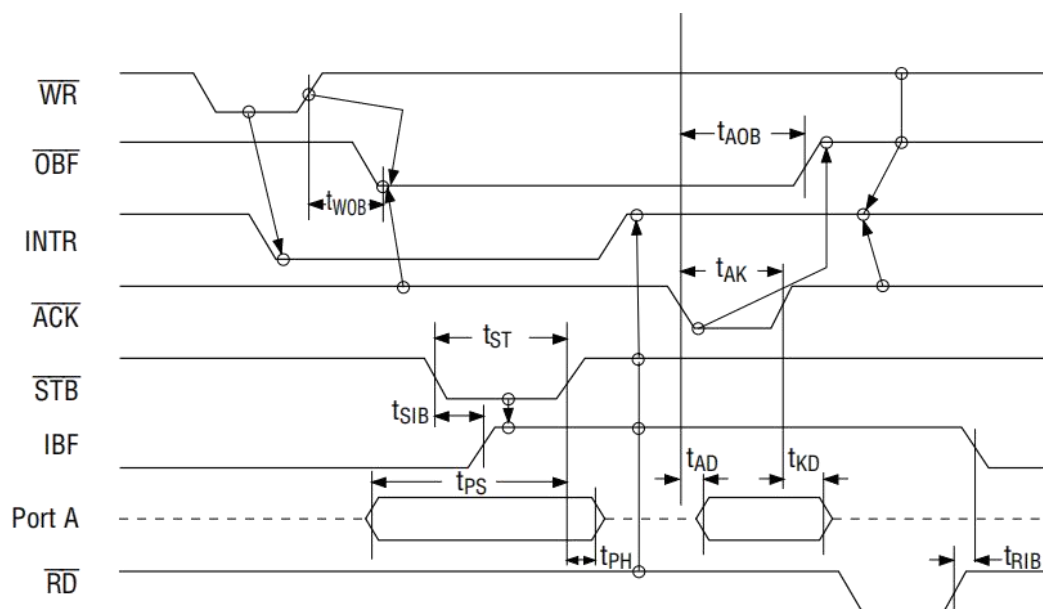 WR
OBF
INTR
ACK
STB
IBF
Port A
RD
tAOB
tWOB
tAK
tST
tSIB
tAD
tKD
tPS
tPH
tRIB